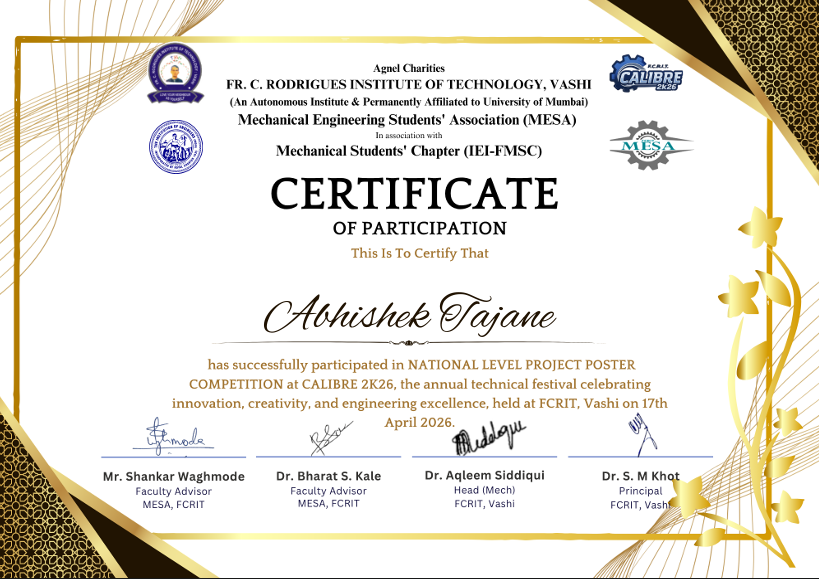 Agnel Charities
FR. C. RODRIGUES INSTITUTE OF TECHNOLOGY, VASHI
(An Autonomous Institute & Permanently Affiliated to University of Mumbai)
Mechanical Engineering Students' Association (MESA)
In association with
Mechanical Students' Chapter (IEI-FMSC)
F.C.R.I.T.
CALIBRE
2K26
MESA
CERTIFICATE
OF PARTICIPATION
This Is To Certify That
Abhishek Tajane
has successfully participated in NATIONAL LEVEL PROJECT POSTER
COMPETITION at CALIBRE 2K26, the annual technical festival celebrating
innovation, creativity, and engineering excellence, held at FCRIT, Vashi on 17th
April 2026.
Mr. Shankar Waghmode
Faculty Advisor
MESA, FCRIT
Dr. Bharat S. Kale
Faculty Advisor
MESA, FCRIT
Dr. Aqleem Siddiqui
Head (Mech)
FCRIT, Vashi
Dr. S. M Khot
Principal
FCRIT, Vashi